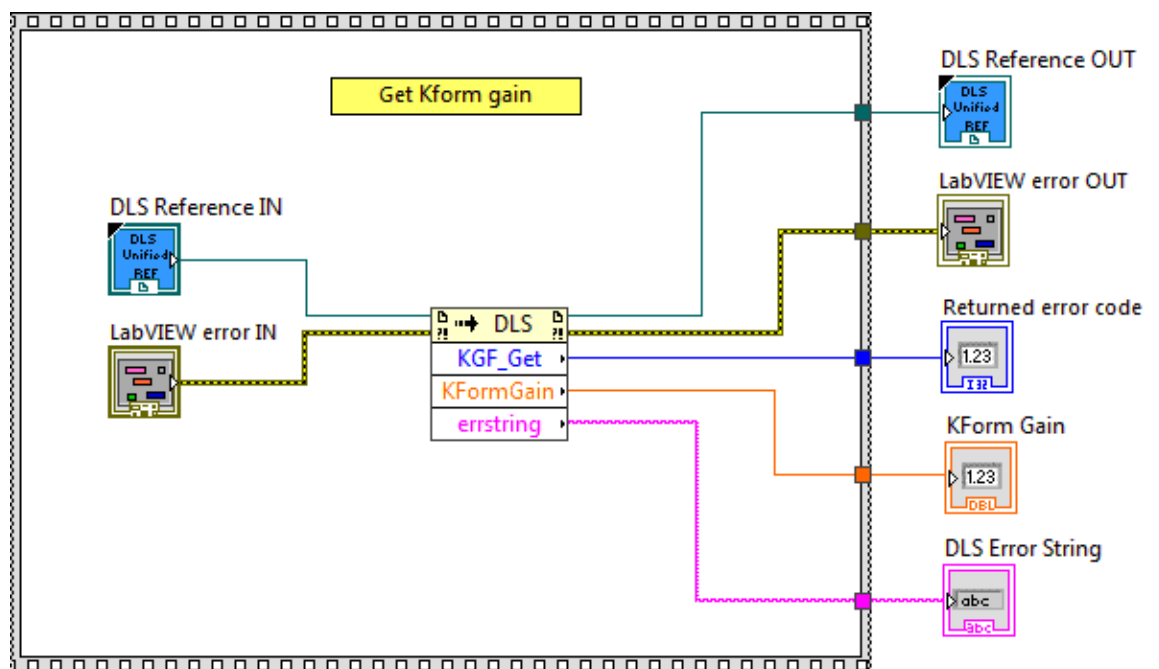 Get Kform gain
DLS Reference OUT
DLS
Unified
REF
LabVIEW error OUT
DLS Reference IN
DLS
Unified
REF
LabVIEW error IN
?! DLS ?!
KGF_Get
KFormGain
errstring
Returned error code
1.23
I32
KForm Gain
1.23
DBL
DLS Error String
abc
abc